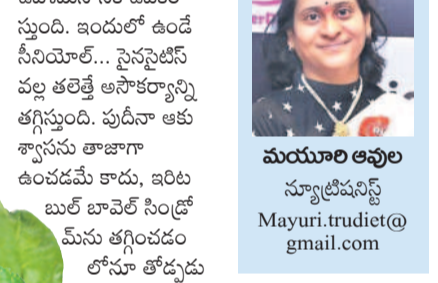 స్తుంది. ఇందులో ఉండే
సీనియోల్... సైనసైటిస్
వల్ల తలెత్తే అసౌకర్యాన్ని
తగ్గిస్తుంది. పుదీనా ఆకు
శ్వాసను తాజాగా
ఉంచడమే కాదు, ఇరిట
బుల్ బావెల్ సిండ్రో
మ్‌ను తగ్గించడం
లోనూ తోడ్పడు
మయూరి ఆవుల
న్యూట్రిషనిస్ట్
Mayuri.trudiet@
gmail.com